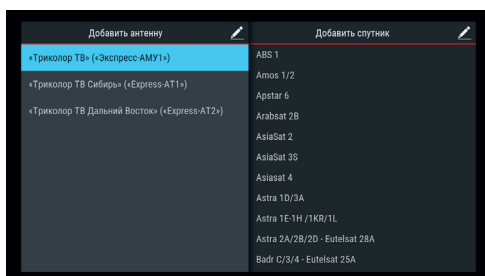 Добавить антенну
«Триколор ТВ» («Экспресс-АМУ1»)
«Триколор ТВ Сибирь» («Express-AT1»)
«Триколор ТВ Дальний Восток» («Express-AT2»)
Добавить спутник
ABS 1
Amos 1/2
Apstar 6
Arabsat 2B
AsiaSat 2
AsiaSat 3S
Asiasat 4
Astra 1D/3A
Astra 1E-1H /1KR/1L
Astra 2A/2B/2D - Eutelsat 28A
Badr C/3/4 - Eutelsat 25A